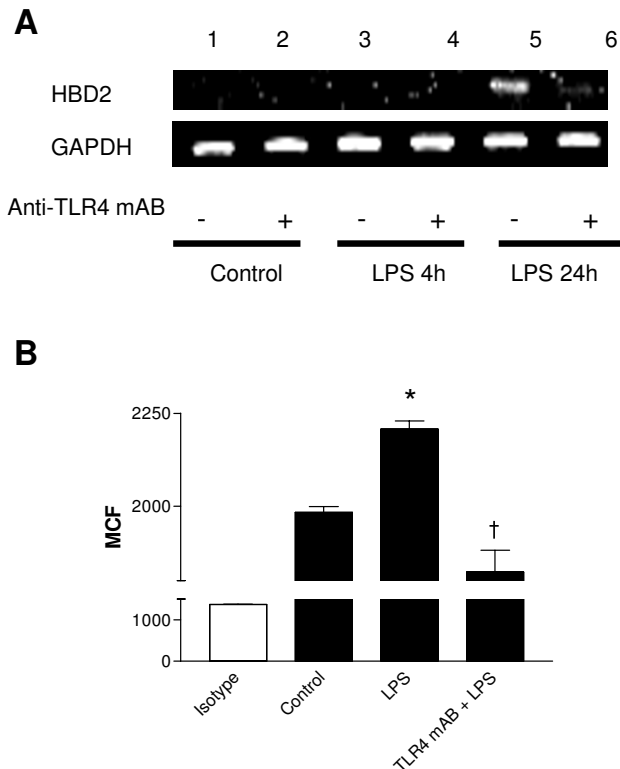 A
1 2 3 4 5 6
HBD2
GAPDH
Anti-TLR4 mAB - + - + - +
Control LPS 4h LPS 24h
B
*
2250
2000
†
MCF
1000
0
Isotype
Control
LPS
TLR4 mAB + LPS